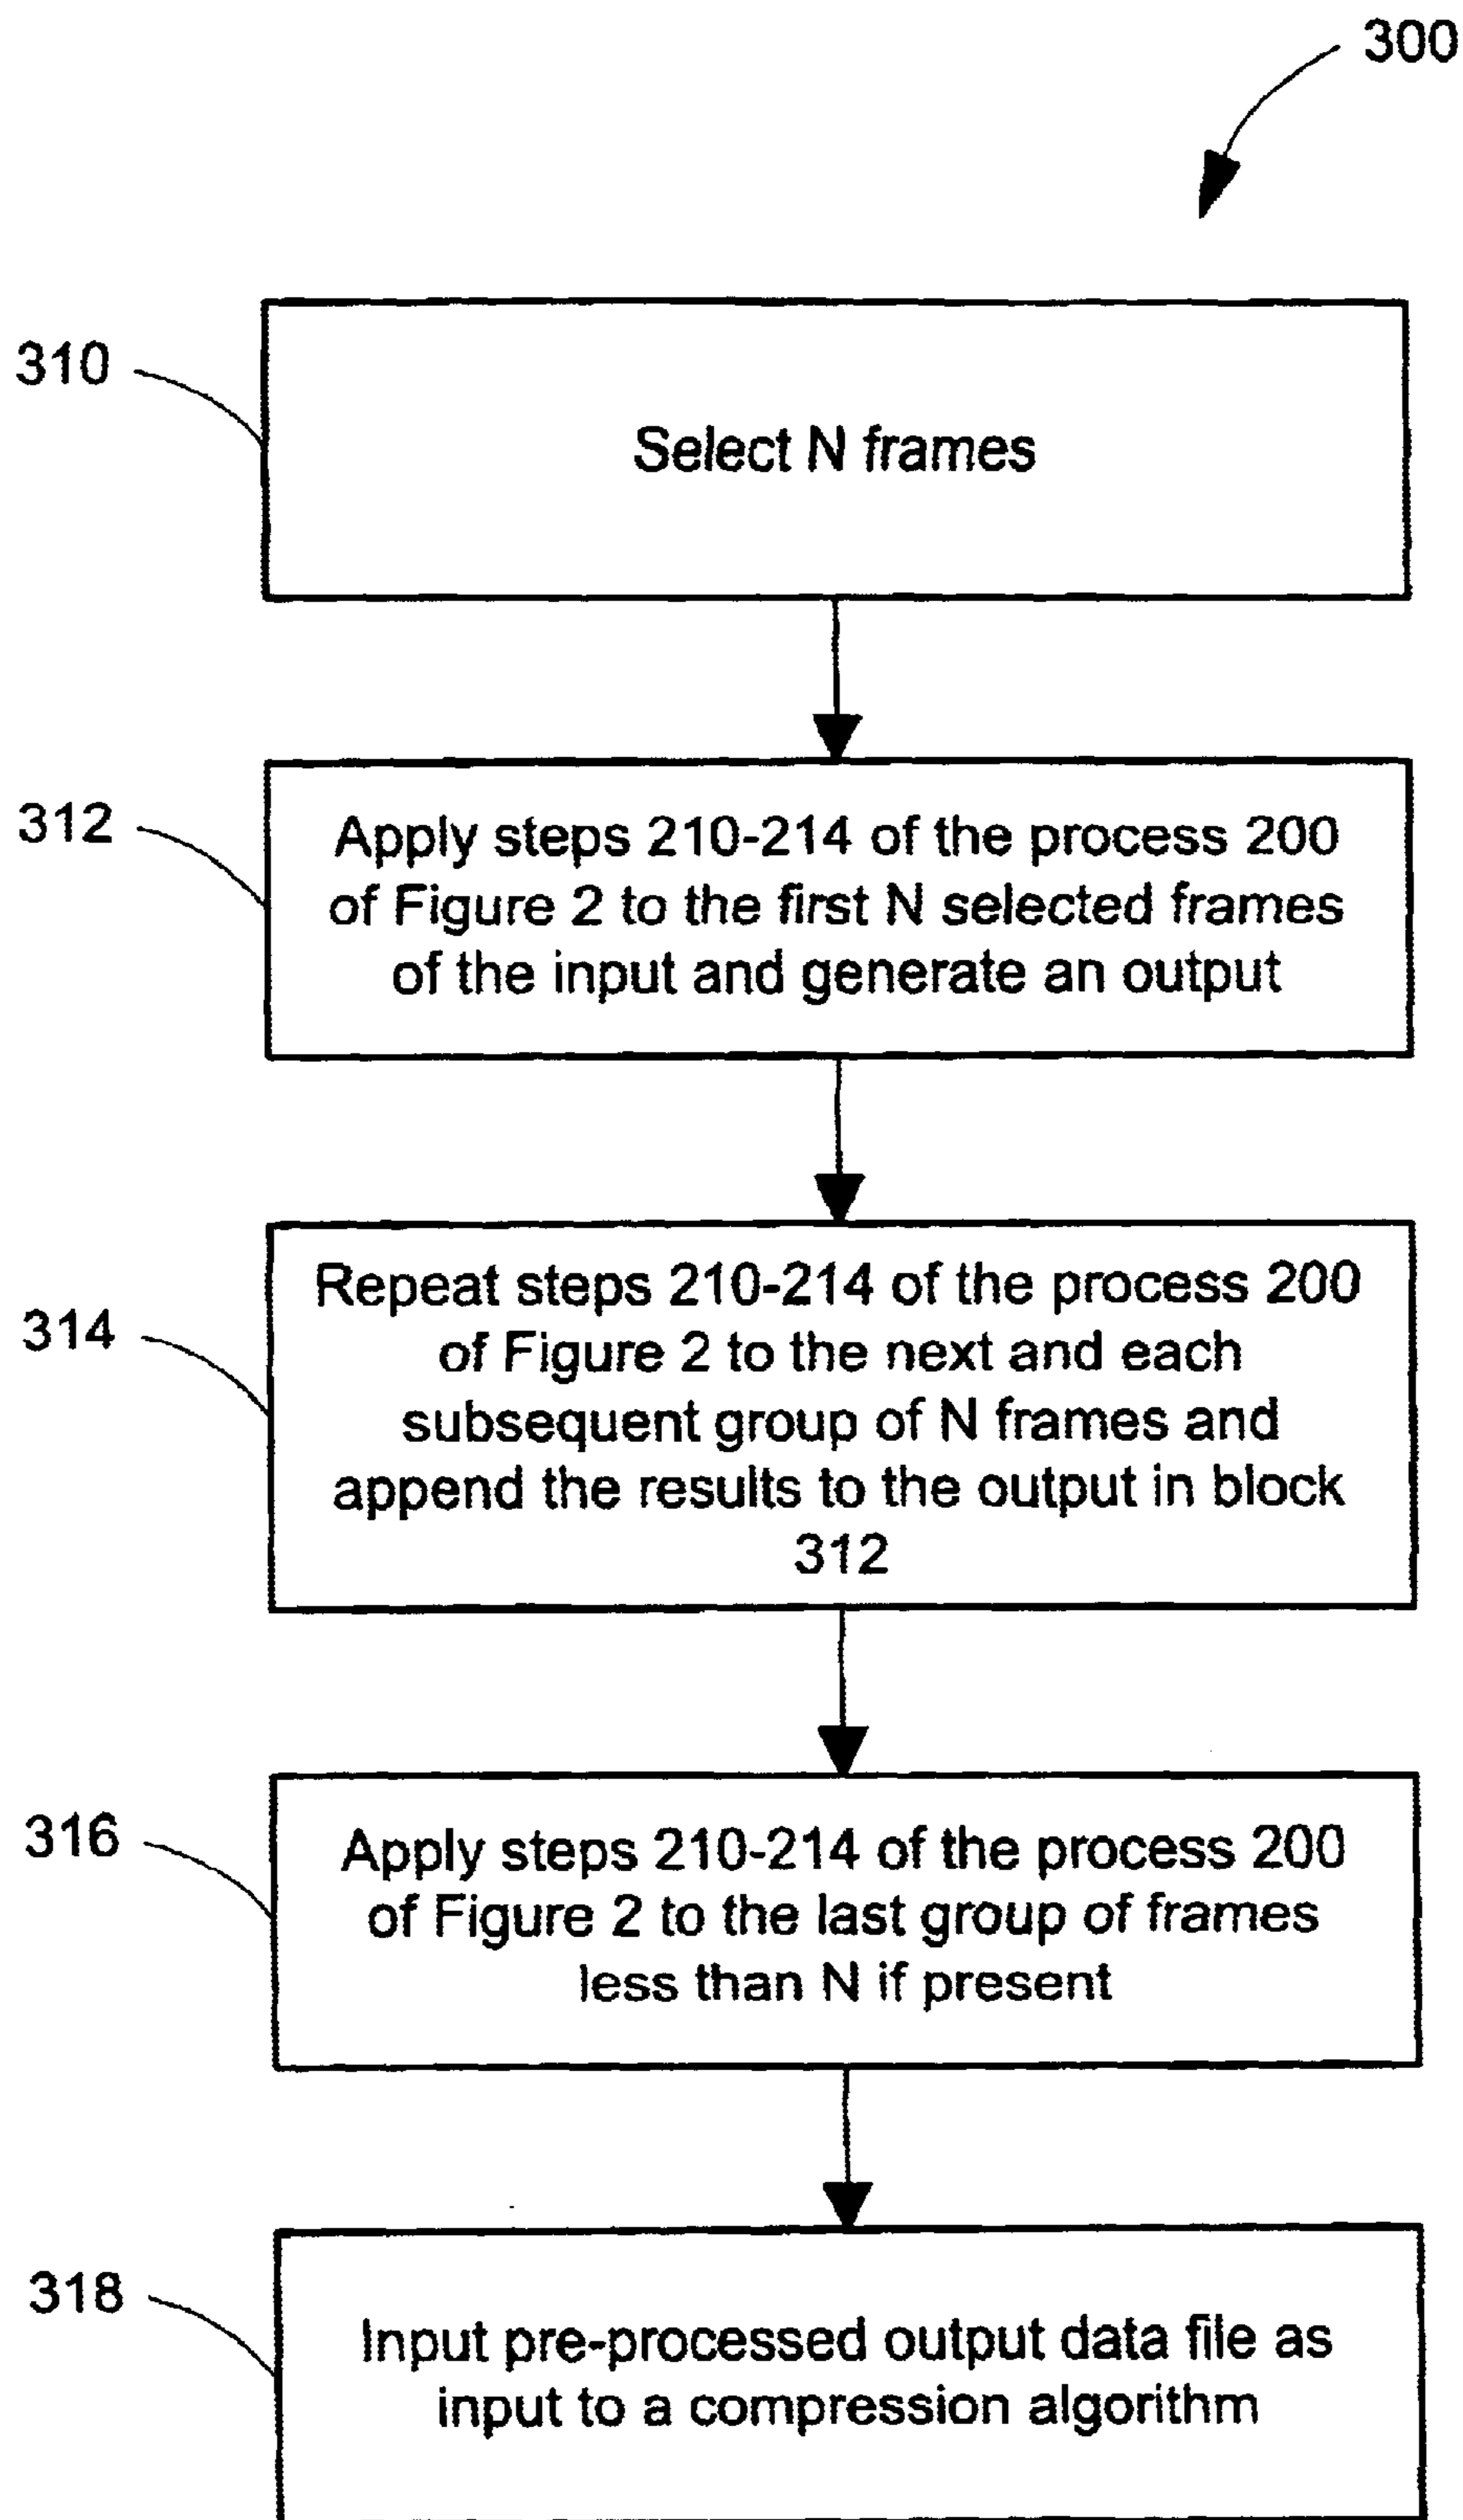 300
310
Select N frames
312
Apply steps 210-214 of the process 200
of Figure 2 to the first N selected frames
of the input and generate an output
314
Repeat steps 210-214 of the process 200
of Figure 2 to the next and each
subsequent group of N frames and
append the results to the output in block
312
316
Apply steps 210-214 of the process 200
of Figure 2 to the last group of frames
less than N if present
318
Input pre-processed output data file as
input to a compression algorithm